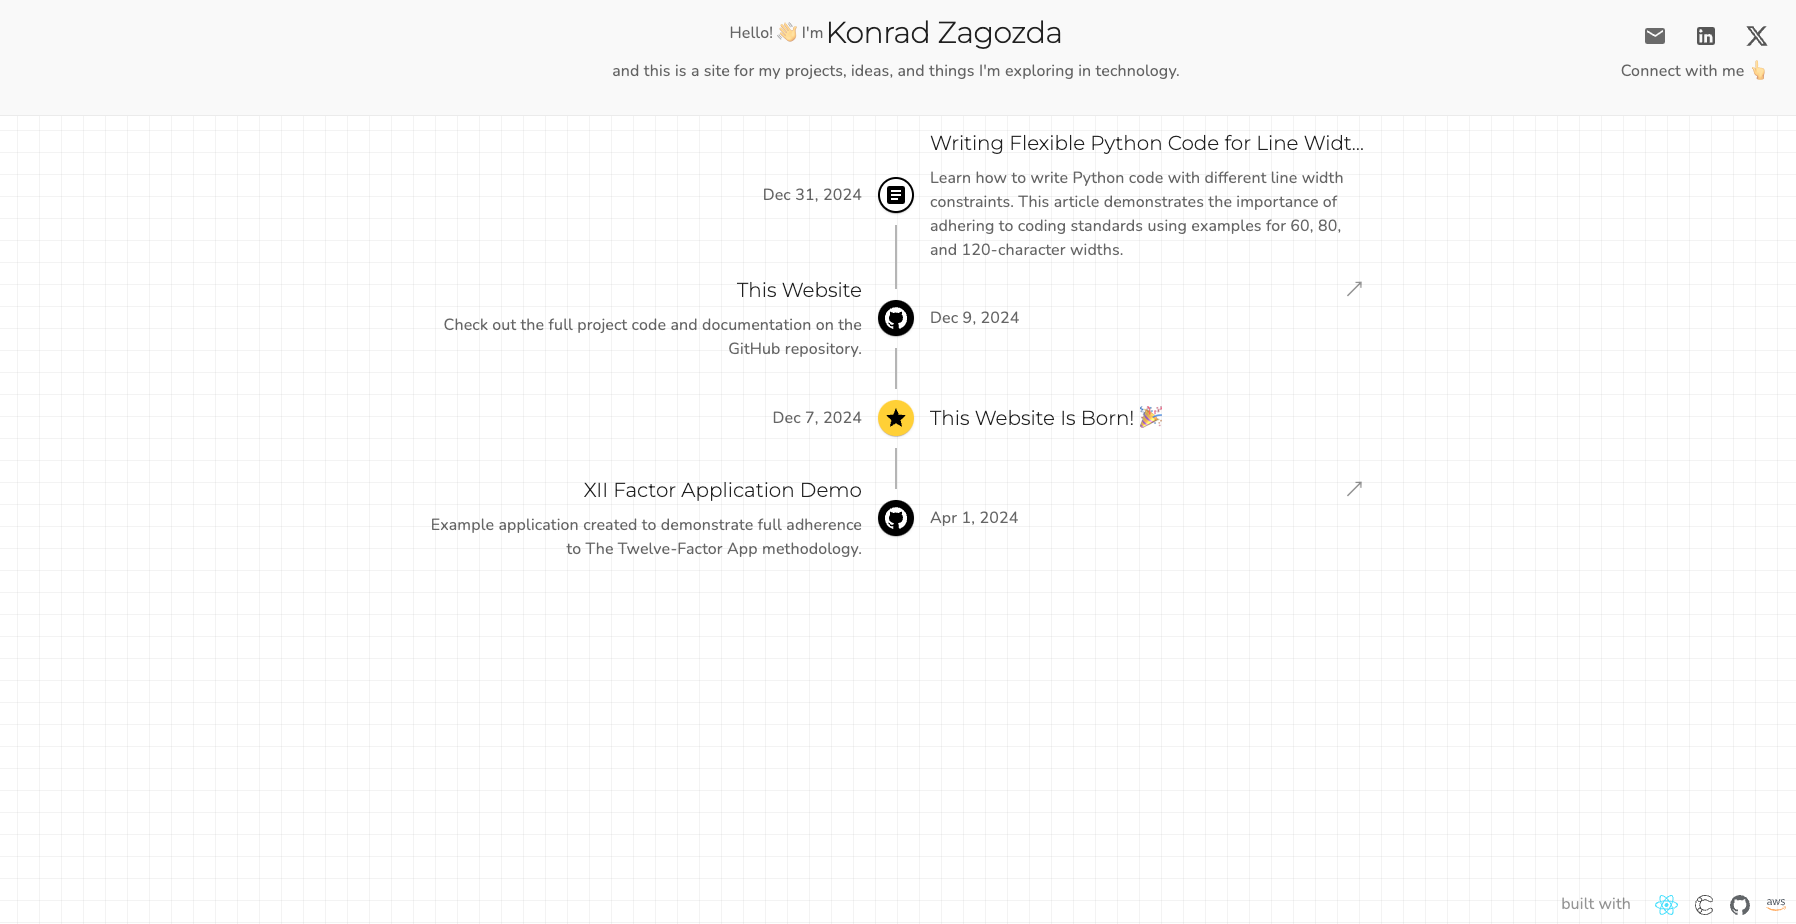 Hello! 👋 I'm Konrad Zagozda
and this is a site for my projects, ideas, and things I'm exploring in technology.
Connect with me 👆
Writing Flexible Python Code for Line Widt...
Dec 31, 2024
Learn how to write Python code with different line width
constraints. This article demonstrates the importance of
adhering to coding standards using examples for 60, 80,
and 120-character widths.
This Website
Check out the full project code and documentation on the
GitHub repository.
Dec 9, 2024
Dec 7, 2024
This Website Is Born! 🎉
XII Factor Application Demo
Example application created to demonstrate full adherence
to The Twelve-Factor App methodology.
Apr 1, 2024
built with
aws